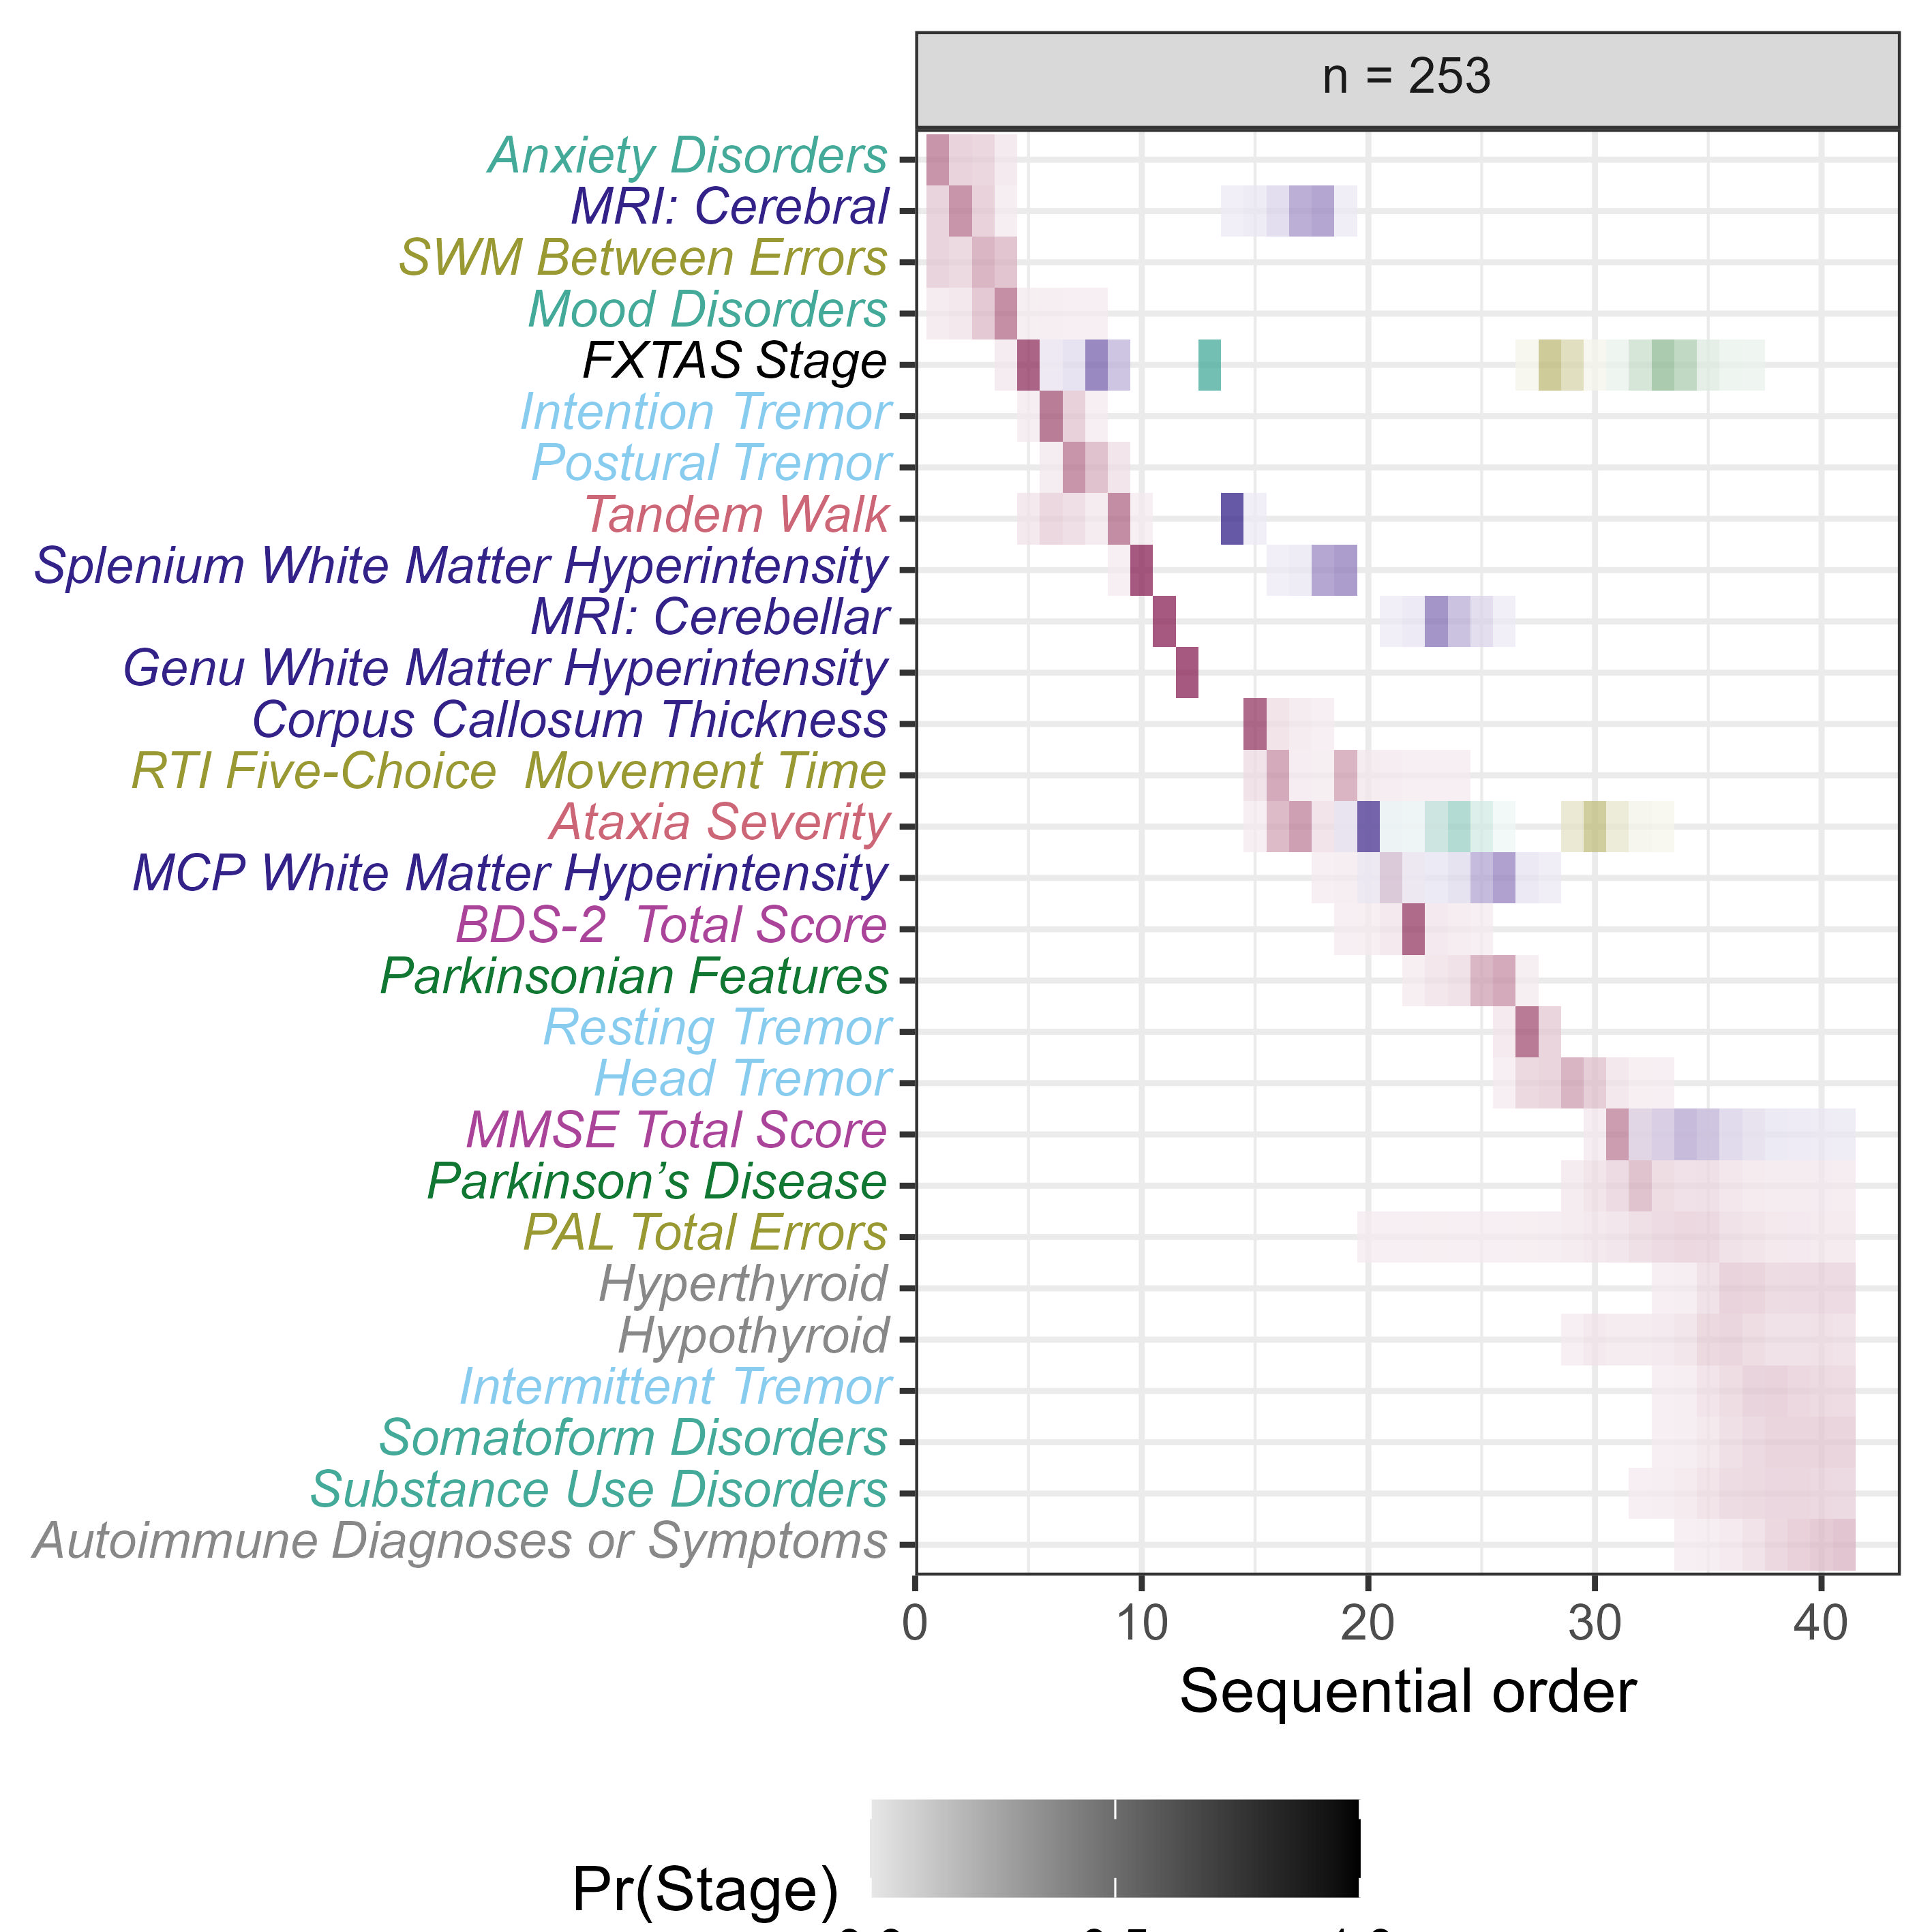 n = 253
Anxiety Disorders
MRI: Cerebral
SWM Between Errors
Mood Disorders
FXTAS Stage
Intention Tremor
Postural Tremor
Tandem Walk
Splenium White Matter Hyperintensity
MRI: Cerebellar
Genu White Matter Hyperintensity
Corpus Callosum Thickness
RTI Five-Choice  Movement Time
Ataxia Severity
MCP White Matter Hyperintensity
BDS-2  Total Score
Parkinsonian Features
Resting Tremor
Head Tremor
MMSE Total Score
Parkinson’s Disease
PAL Total Errors
Hyperthyroid
Hypothyroid
Intermittent Tremor
Somatoform Disorders
Substance Use Disorders
Autoimmune Diagnoses or Symptoms
0 10 20 30 40
Sequential order
Pr(Stage)